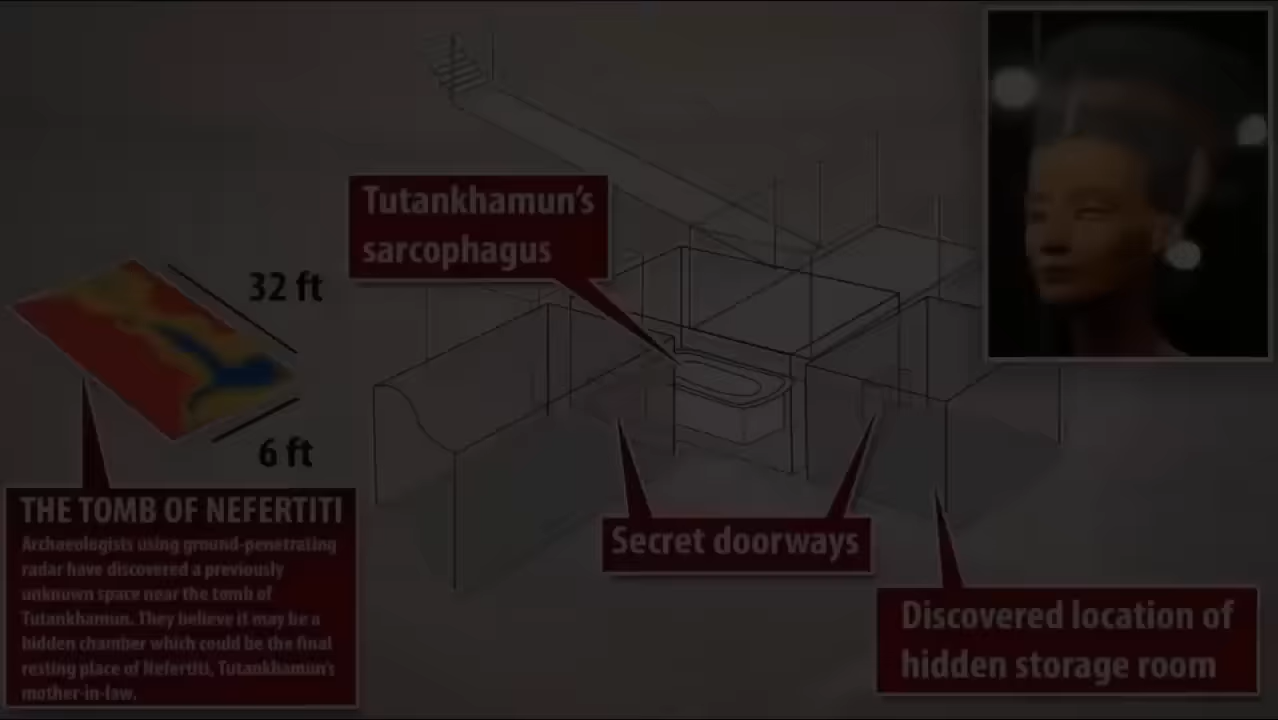 Tutankhamun's
sarcophagus
32 ft
6 ft
THE TOMB OF NEFERTITI
Archaeologists using ground-penetrating
radar have discovered a previously
unknown space near the tomb of
Tutankhamun. They believe it may be a
hidden chamber which could be the final
resting place of Nefertiti, Tutankhamun's
mother-in-law.
Secret doorways
Discovered location of
hidden storage room